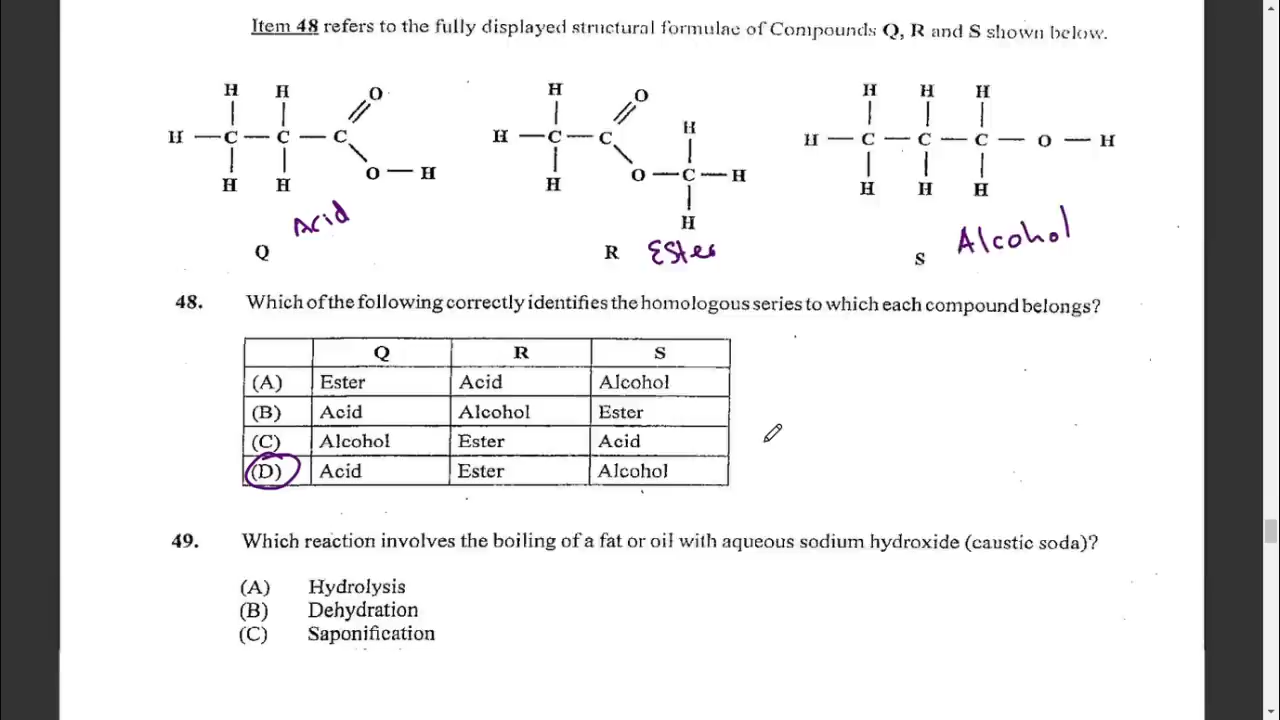 Item 48 refers to the fully displayed structural formulae of Compounds Q, R and S shown below.
H H O H O H H H H
H — C — C — C H — C — C H — C — C — C — O — H
H H O — H H O — C — H H H H
H
Acid
Q R Ester S Alcohol
48. Which of the following correctly identifies the homologous series to which each compound belongs?
Q R S
(A) Ester Acid Alcohol
(B) Acid Alcohol Ester
(C) Alcohol Ester Acid
(D) Acid Ester Alcohol
49. Which reaction involves the boiling of a fat or oil with aqueous sodium hydroxide (caustic soda)?
(A) Hydrolysis
(B) Dehydration
(C) Saponification